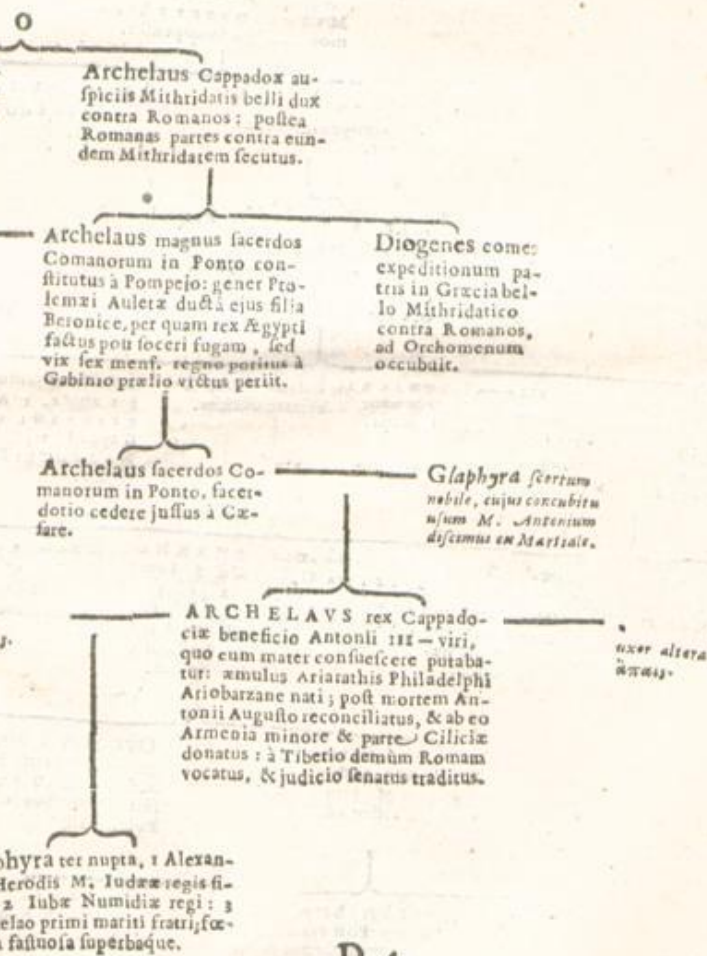 O
Archelaus Cappadox au-
ſpiciis Mithridatis belli dux
contra Romanos: poſtea
Romanas partes contra eun-
dem Mithridatem ſecutus.
Archelaus magnus ſacerdos
Comanorum in Ponto con-
ſtitutus à Pompejo: gener Pto-
lemæi Auletæ ductâ ejus filia
Beronice, per quam rex Ægypti
factus poſt ſoceri fugam, ſed
vix ſex menſ. regno potitus à
Gabinio prælio victus periit.
Diogenes comes
expeditionum pa-
tris in Græcia bel-
lo Mithridatico
contra Romanos,
ad Orchomenum
occubuit.
Archelaus ſacerdos Co-
manorum in Ponto, ſacer-
dotio cedere juſſus à Cæ-
ſare.
Glaphyra ſcortum
nobile, cujus concubitu
uſum M. Antonium
diſcimus ex Martiale.
ARCHELAVS rex Cappado-
ciæ beneficio Antonii III-viri,
quo eum mater conſueſcere putaba-
tur: æmulus Ariarathis Philadelphi
Ariobarzane nati; poſt mortem An-
tonii Auguſto reconciliatus, & ab eo
Armenia minore & parte Ciliciæ
donatus: à Tiberio demùm Romam
vocatus, & judicio ſenatus traditus.
uxor altera
ἄπαις.
phyra ter nupta, 1 Alexan-
Herodis M. Iudææ regis fi-
2 Iubæ Numidiæ regi: 3
elao primi mariti fratri; fœ-
faſtuoſa ſuperbaque.